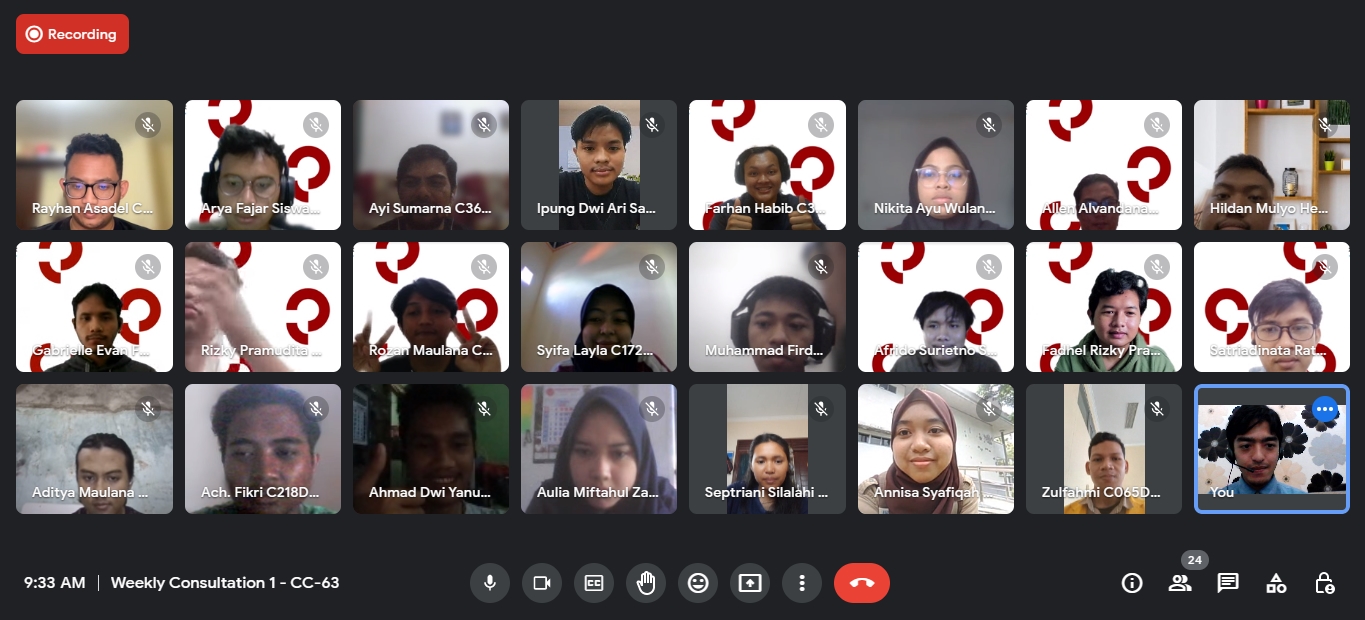 Recording
Rayhan Asadel C...
Arya Fajar Siswa...
Ayi Sumarna C36...
Ipung Dwi Ari Sa...
Farhan Habib C3...
Nikita Ayu Wulan...
Allen Alvandana...
Hildan Mulyo He...
Gabrielle Evan F...
Rizky Pramudita ...
Rozan Maulana C...
Syifa Layla C172...
Muhammad Fird...
Afrido Surietno S...
Fadhel Rizky Pra...
Satriadinata Rat...
Aditya Maulana ...
Ach. Fikri C218D...
Ahmad Dwi Yanu...
Aulia Miftahul Za...
Septriani Silalahi ...
Annisa Syafiqah ...
Zulfahmi C065D...
You
9:33 AM | Weekly Consultation 1 - CC-63
CC
24